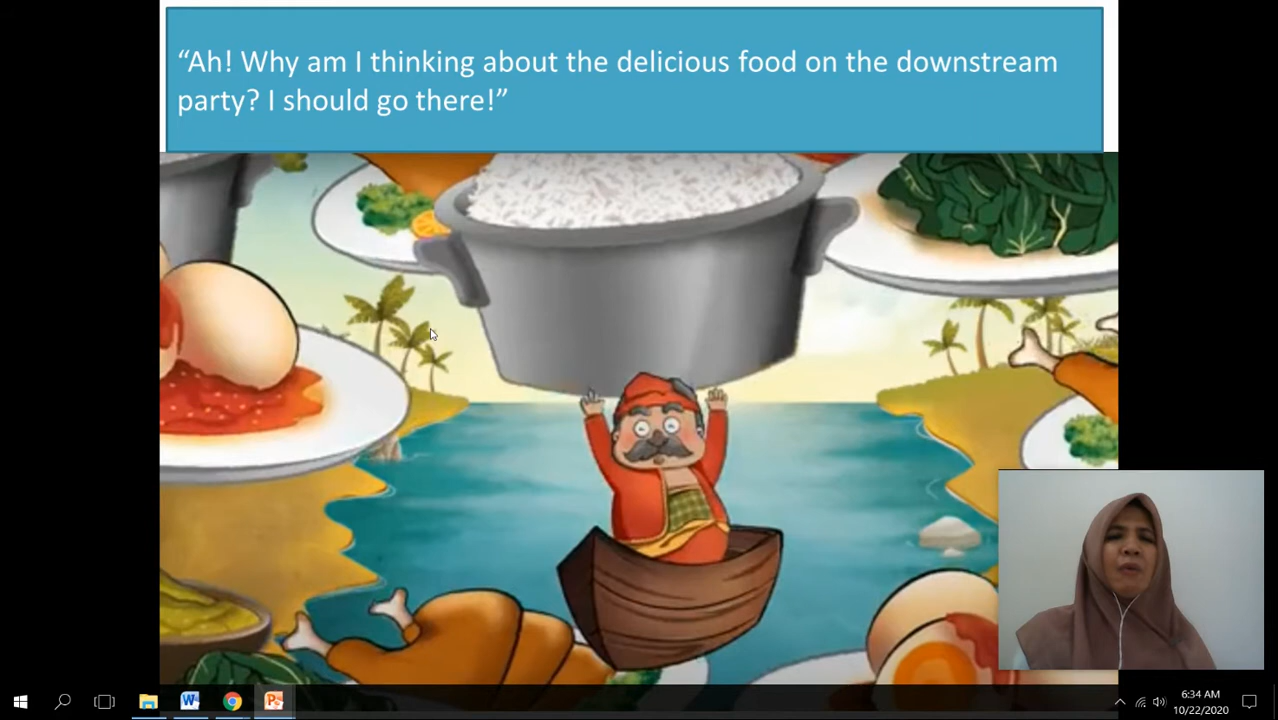 “Ah! Why am I thinking about the delicious food on the downstream
party? I should go there!”
6:34 AM
10/22/2020